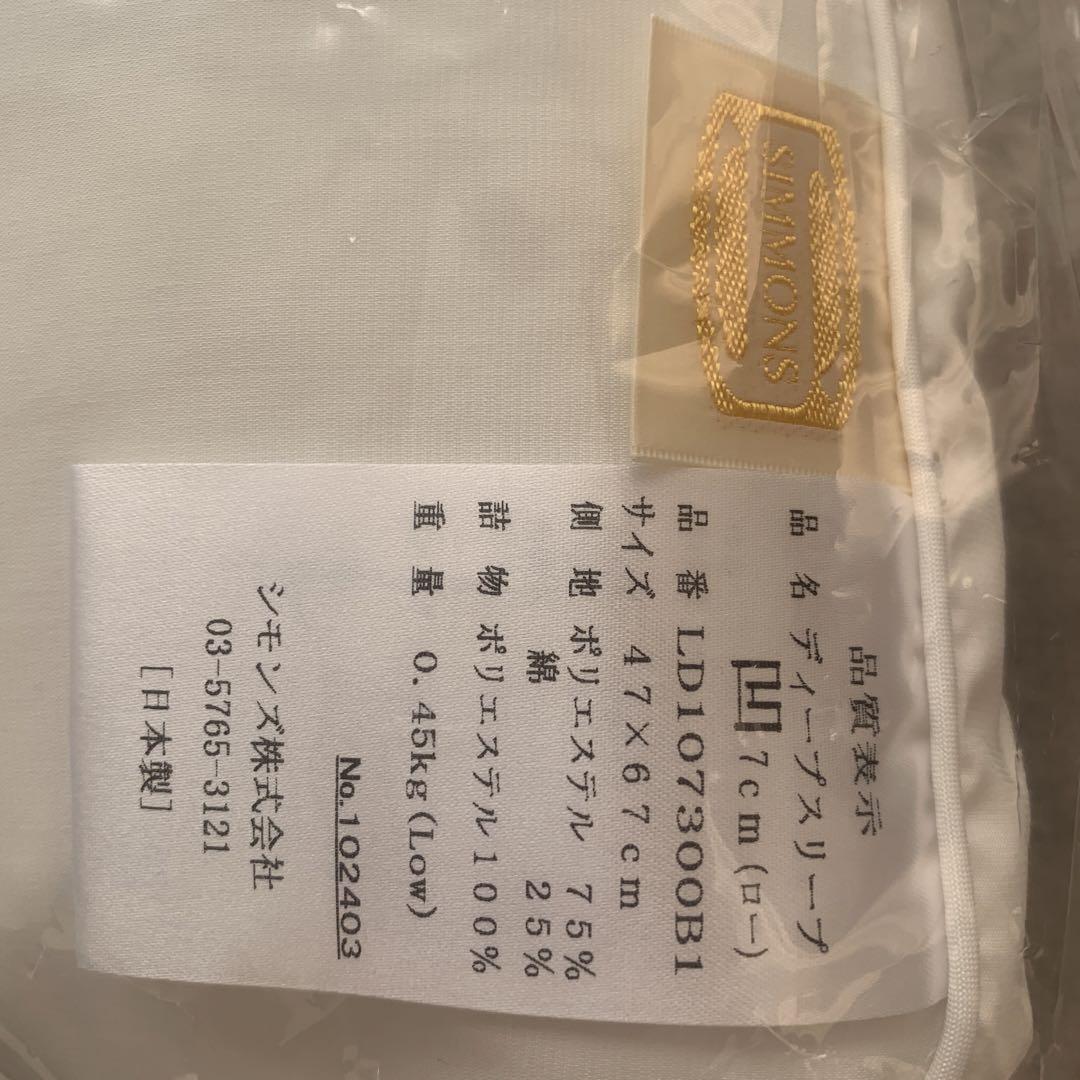 SIMMONS
品質表示
品 名 ディープスリープ
凹 7cm(ロー)
品 番 LD107300B1
サイズ 47×67cm
側 地 ポリエステル 75%
綿 25%
詰 物 ポリエステル100%
重 量 0.45kg(Low)
No.102403
シモンズ株式会社
03-5765-3121
[日本製]